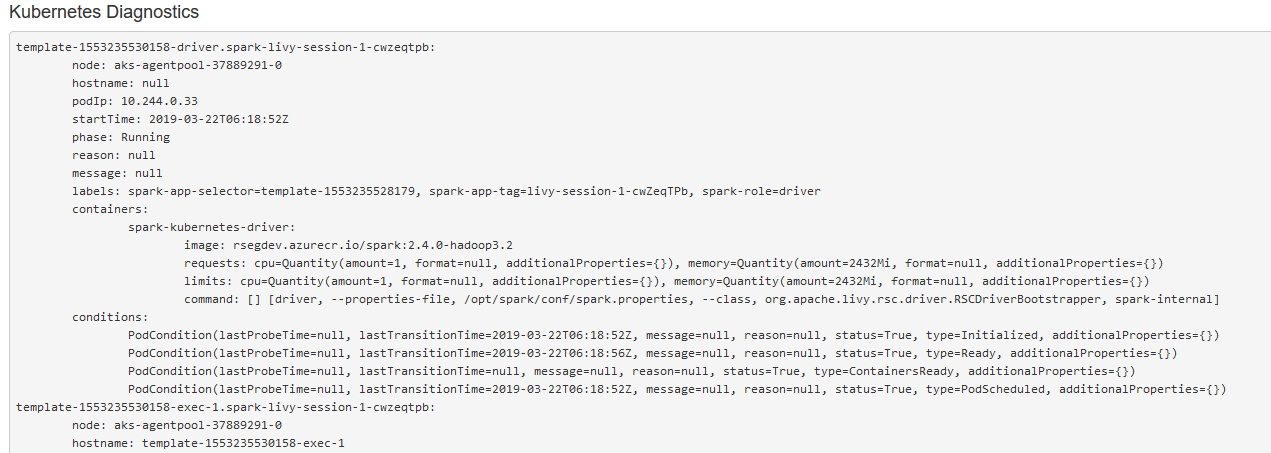 Kubernetes Diagnostics
template-1553235530158-driver.spark-livy-session-1-cwzeqtpb:
node: aks-agentpool-37889291-0
hostname: null
podIp: 10.244.0.33
startTime: 2019-03-22T06:18:52Z
phase: Running
reason: null
message: null
labels: spark-app-selector=template-1553235528179, spark-app-tag=livy-session-1-cwZeqTPb, spark-role=driver
containers:
spark-kubernetes-driver:
image: rsegdev.azurecr.io/spark:2.4.0-hadoop3.2
requests: cpu=Quantity(amount=1, format=null, additionalProperties={}), memory=Quantity(amount=2432Mi, format=null, additionalProperties={})
limits: cpu=Quantity(amount=1, format=null, additionalProperties={}), memory=Quantity(amount=2432Mi, format=null, additionalProperties={})
command: [] [driver, --properties-file, /opt/spark/conf/spark.properties, --class, org.apache.livy.rsc.driver.RSCDriverBootstrapper, spark-internal]
conditions:
PodCondition(lastProbeTime=null, lastTransitionTime=2019-03-22T06:18:52Z, message=null, reason=null, status=True, type=Initialized, additionalProperties={})
PodCondition(lastProbeTime=null, lastTransitionTime=2019-03-22T06:18:56Z, message=null, reason=null, status=True, type=Ready, additionalProperties={})
PodCondition(lastProbeTime=null, lastTransitionTime=null, message=null, reason=null, status=True, type=ContainersReady, additionalProperties={})
PodCondition(lastProbeTime=null, lastTransitionTime=2019-03-22T06:18:52Z, message=null, reason=null, status=True, type=PodScheduled, additionalProperties={})
template-1553235530158-exec-1.spark-livy-session-1-cwzeqtpb:
node: aks-agentpool-37889291-0
hostname: template-1553235530158-exec-1